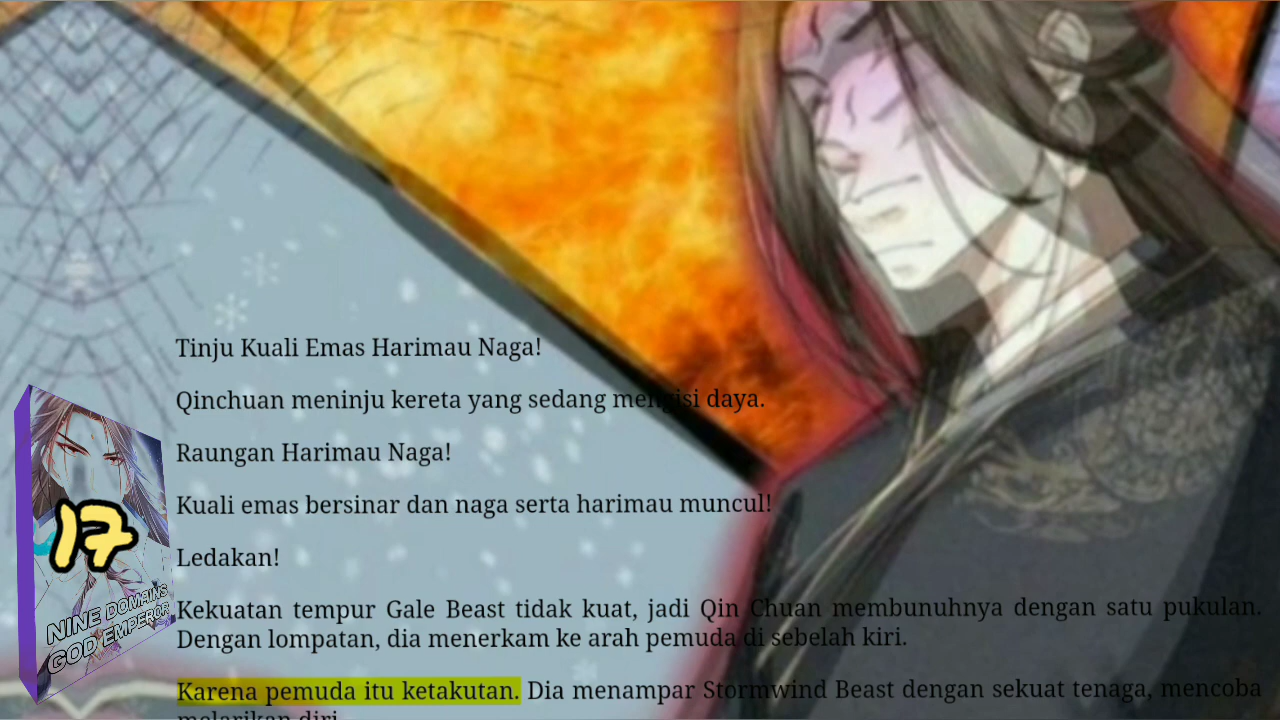 Tinju Kuali Emas Harimau Naga!
Qinchuan meninju kereta yang sedang mengisi daya.
Raungan Harimau Naga!
Kuali emas bersinar dan naga serta harimau muncul!
Ledakan!
Kekuatan tempur Gale Beast tidak kuat, jadi Qin Chuan membunuhnya dengan satu pukulan.
Dengan lompatan, dia menerkam ke arah pemuda di sebelah kiri.
Karena pemuda itu ketakutan. Dia menampar Stormwind Beast dengan sekuat tenaga, mencoba
melarikan diri.
17
NINE DOMAINS
GOD EMPEROR